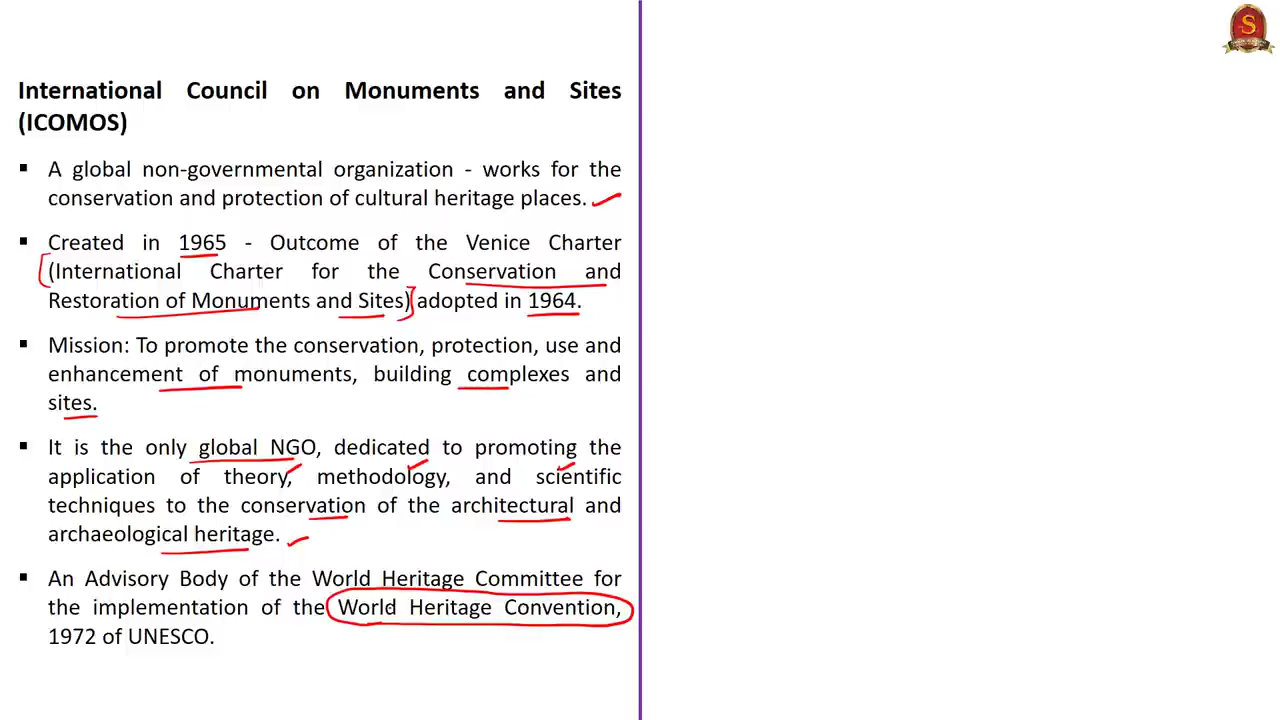 International Council on Monuments and Sites
(ICOMOS)
▪ A global non-governmental organization - works for the
conservation and protection of cultural heritage places.
▪ Created in 1965 - Outcome of the Venice Charter
(International Charter for the Conservation and
Restoration of Monuments and Sites) adopted in 1964.
▪ Mission: To promote the conservation, protection, use and
enhancement of monuments, building complexes and
sites.
▪ It is the only global NGO, dedicated to promoting the
application of theory, methodology, and scientific
techniques to the conservation of the architectural and
archaeological heritage.
▪ An Advisory Body of the World Heritage Committee for
the implementation of the World Heritage Convention,
1972 of UNESCO.
S